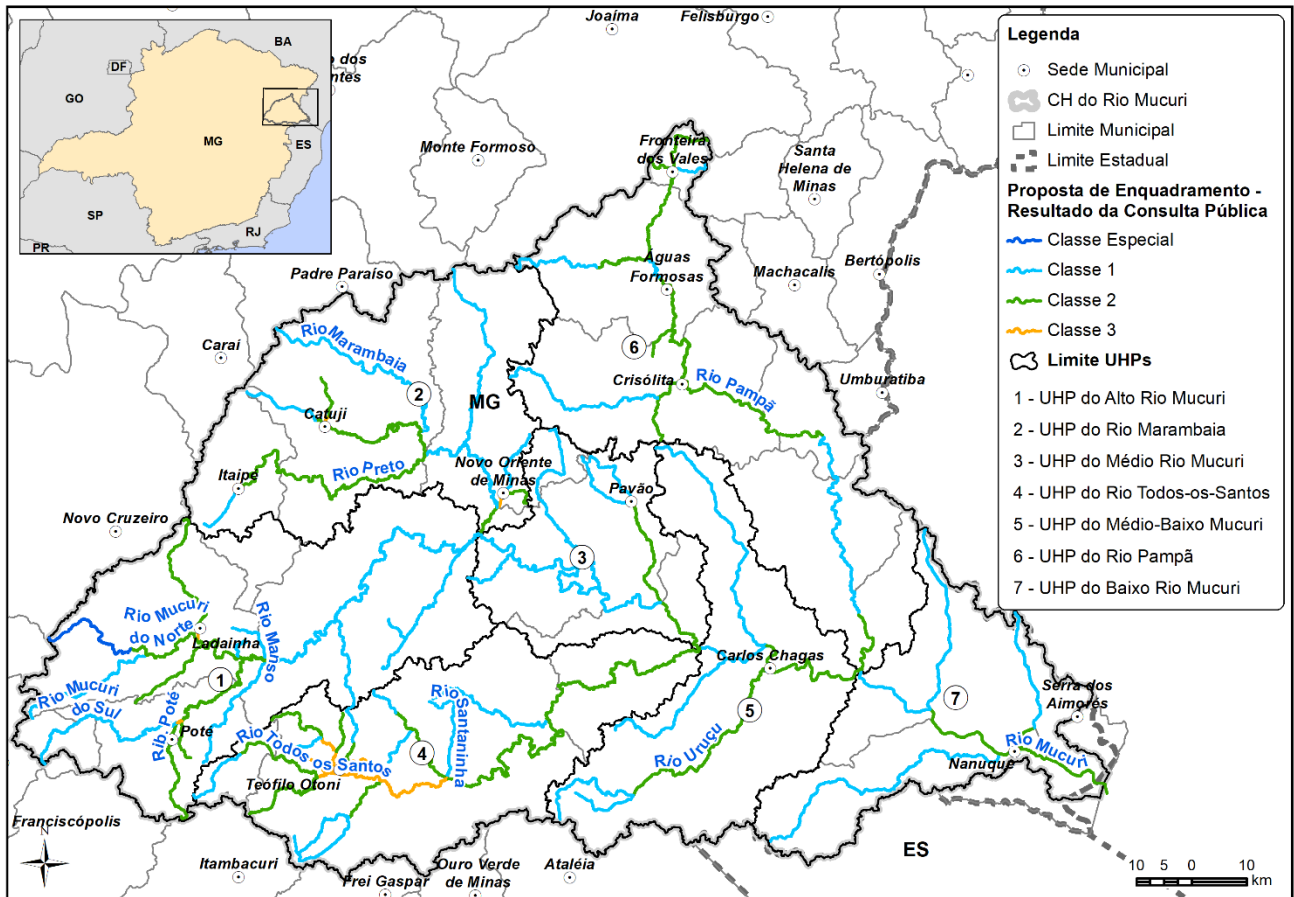 BA
DF
GO
MG
ES
SP
RJ
PR
o dos
ntes
Joaíma
Felisburgo
Monte Formoso
Fronteira
dos Vales
Santa
Helena de
Minas
Padre Paraíso
Águas
Formosas
Machacalis
Bertópolis
Rio Marambaia
Caraí
2
6
Crisólita
Rio Pampã
Umburatiba
MG
Catuji
Itaipé
Rio Preto
Novo Oriente
de Minas
Pavão
Novo Cruzeiro
3
Rio Mucuri
do Norte
Ladainha
Rio Manso
1
Rio Mucuri
do Sul
Rib. Poté
Poté
Rio Todos os Santos
Teófilo Otoni
4
Rio Santaninha
Carlos Chagas
5
Rio Uruçu
7
Serra dos
Aimorés
Rio Mucuri
Nanuque
Franciscópolis
N
Itambacuri
Frei Gaspar
Ouro Verde
de Minas
Ataléia
ES
10 5 0 10
km
Legenda
Sede Municipal
CH do Rio Mucuri
Limite Municipal
Limite Estadual
Proposta de Enquadramento -
Resultado da Consulta Pública
Classe Especial
Classe 1
Classe 2
Classe 3
Limite UHPs
1 - UHP do Alto Rio Mucuri
2 - UHP do Rio Marambaia
3 - UHP do Médio Rio Mucuri
4 - UHP do Rio Todos-os-Santos
5 - UHP do Médio-Baixo Mucuri
6 - UHP do Rio Pampã
7 - UHP do Baixo Rio Mucuri